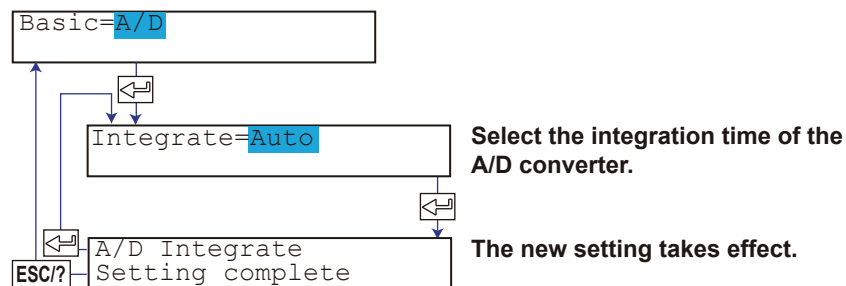 Basic=A/D
Integrate=Auto
Select the integration time of the
A/D converter.
A/D Integrate
Setting complete
The new setting takes effect.
ESC/?